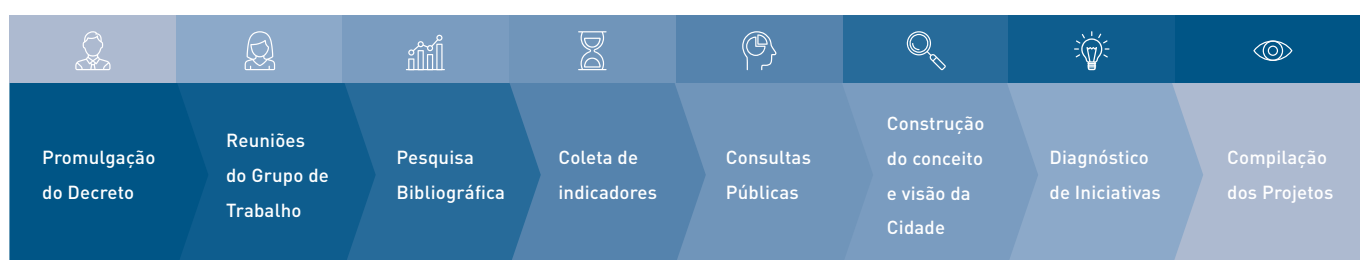 Promulgação
do Decreto
Reuniões
do Grupo de
Trabalho
Pesquisa
Bibliográfica
Coleta de
indicadores
Consultas
Públicas
Construção
do conceito
e visão da
Cidade
Diagnóstico
de Iniciativas
Compilação
dos Projetos